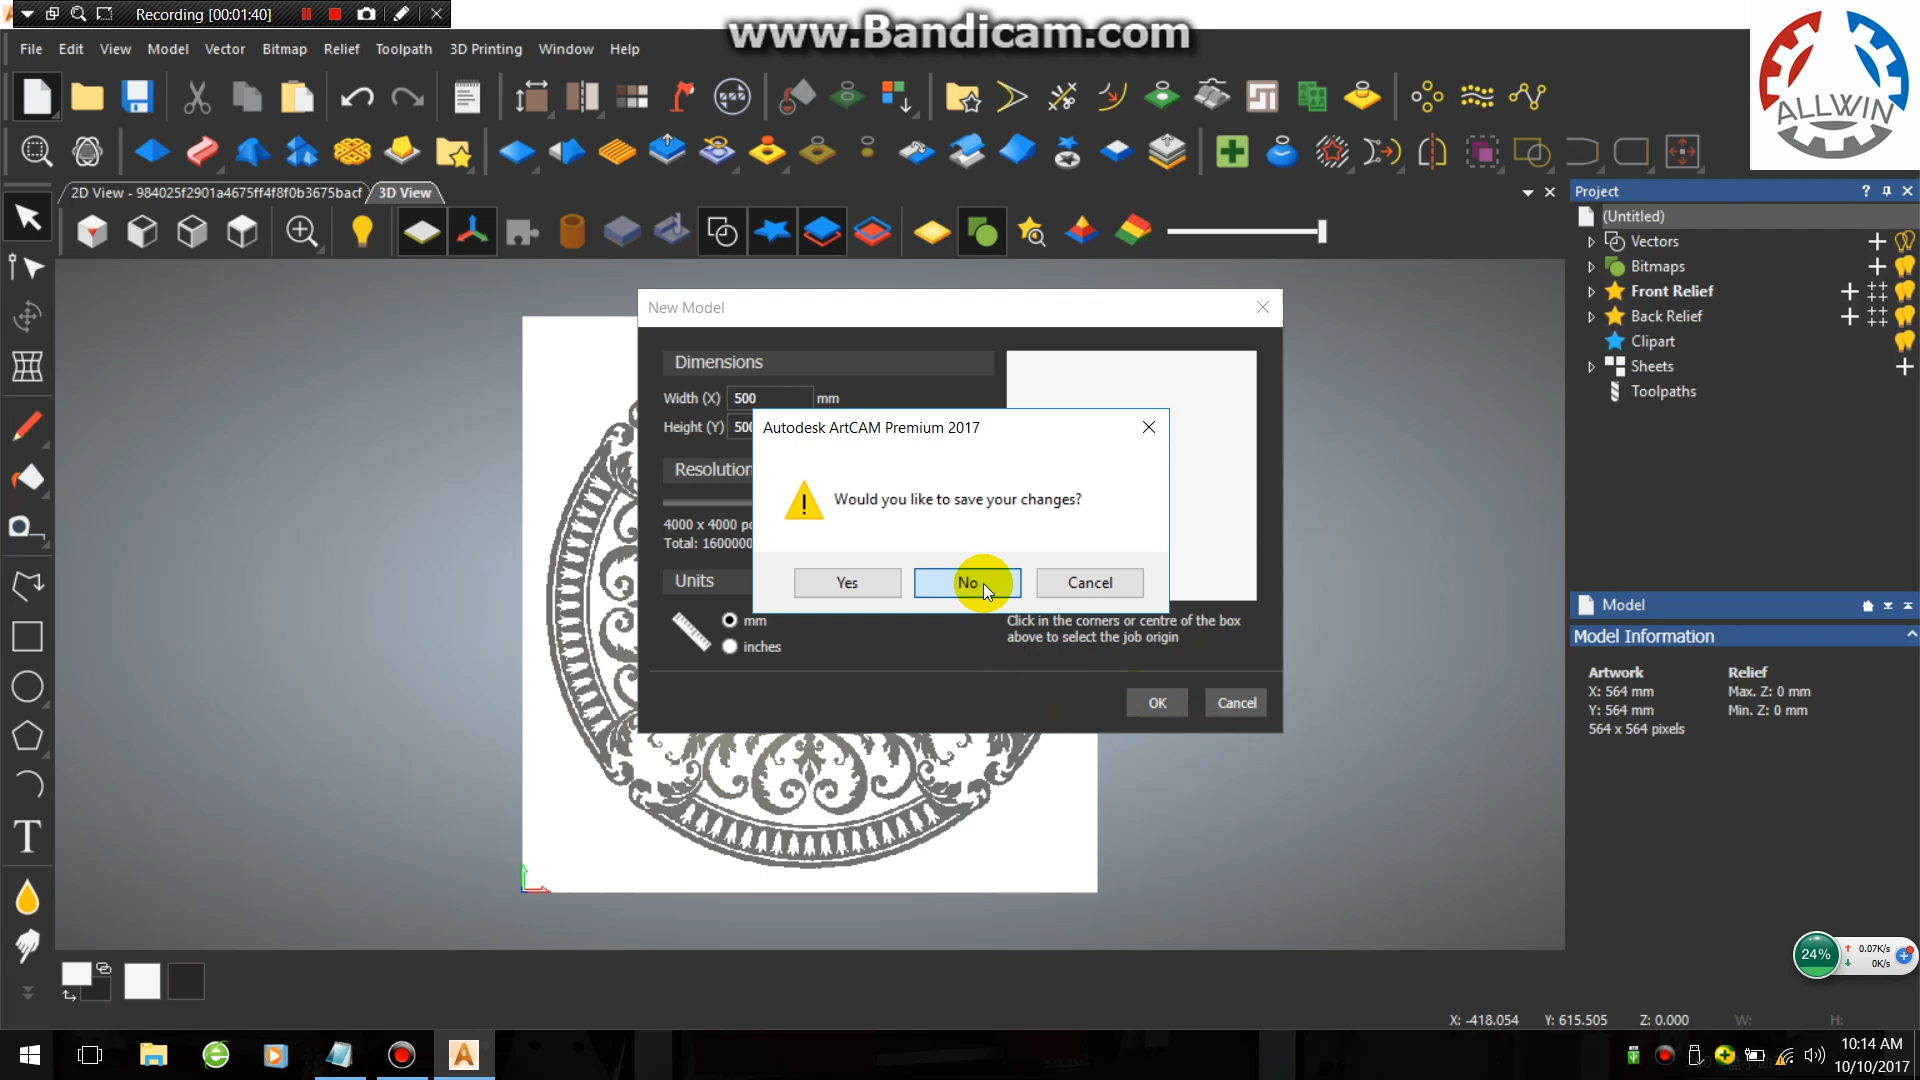 Recording [00:01:40]
www.Bandicam.com
File Edit View Model Vector Bitmap Relief Toolpath 3D Printing Window Help
ALLWIN
2D View - 984025f2901a4675ff4f8f0b3675bacf 3D View
Project
(Untitled)
Vectors
Bitmaps
Front Relief
Back Relief
Clipart
Sheets
Toolpaths
New Model
Dimensions
Width (X) 500 mm
Height (Y) 500
Resolution
4000 x 4000
Total: 1600000
Units
mm
inches
Click in the corners or centre of the box
above to select the job origin
OK Cancel
Autodesk ArtCAM Premium 2017
Would you like to save your changes?
Yes No Cancel
Model
Model Information
Artwork Relief
X: 564 mm Max. Z: 0 mm
Y: 564 mm Min. Z: 0 mm
564 x 564 pixels
24% 0.07K/s
0K/s
X: -418.054 Y: 615.505 Z: 0.000 W: H:
10:14 AM
10/10/2017